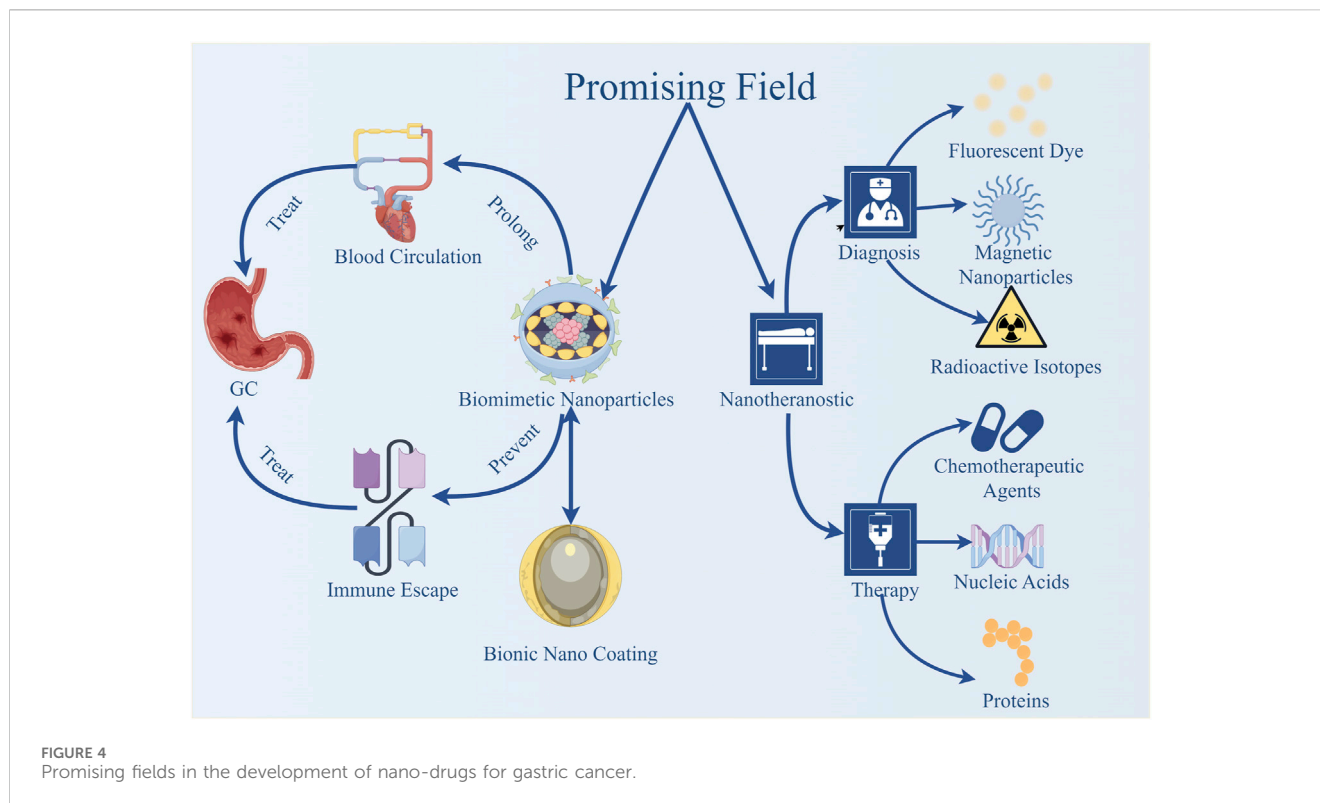 Promising Field
Fluorescent Dye
Treat
Prolong
Blood Circulation
Diagnosis
Magnetic
Nanoparticles
Radioactive Isotopes
GC
Biomimetic Nanoparticles
Nanotheranostic
Treat
Prevent
Chemotherapeutic
Agents
Immune Escape
Therapy
Nucleic Acids
Bionic Nano Coating
Proteins
FIGURE 4
Promising fields in the development of nano-drugs for gastric cancer.